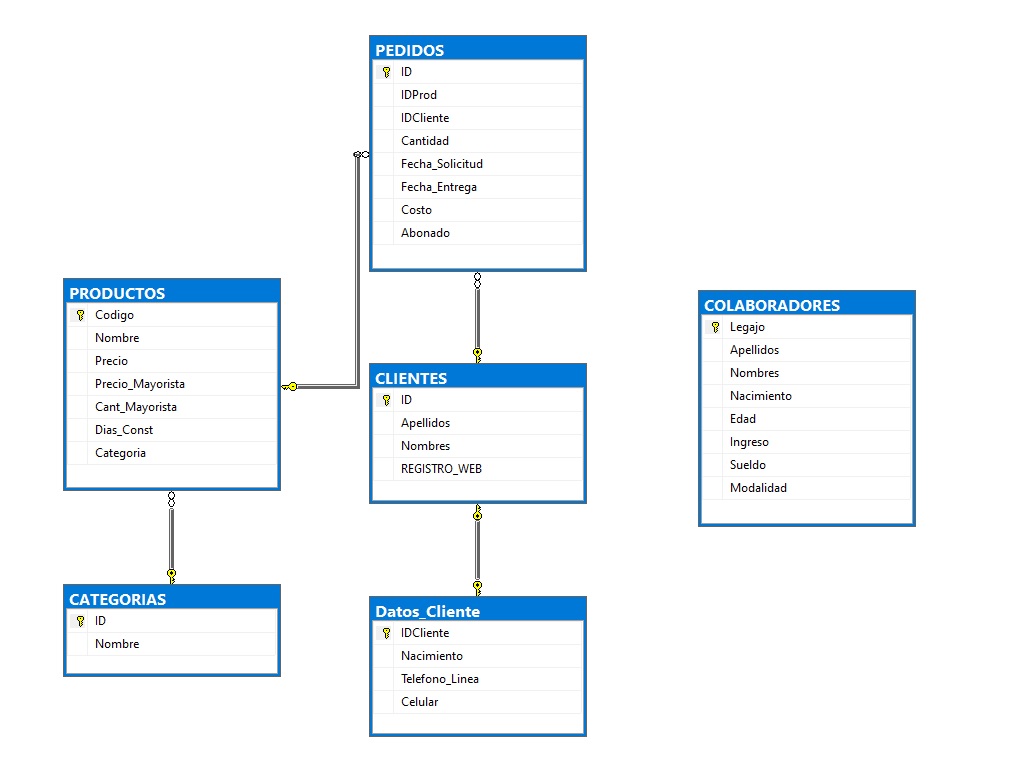 PEDIDOS
ID
IDProd
IDCliente
Cantidad
Fecha_Solicitud
Fecha_Entrega
Costo
Abonado
PRODUCTOS
Codigo
Nombre
Precio
Precio_Mayorista
Cant_Mayorista
Dias_Const
Categoria
CLIENTES
ID
Apellidos
Nombres
REGISTRO_WEB
COLABORADORES
Legajo
Apellidos
Nombres
Nacimiento
Edad
Ingreso
Sueldo
Modalidad
CATEGORIAS
ID
Nombre
Datos_Cliente
IDCliente
Nacimiento
Telefono_Linea
Celular